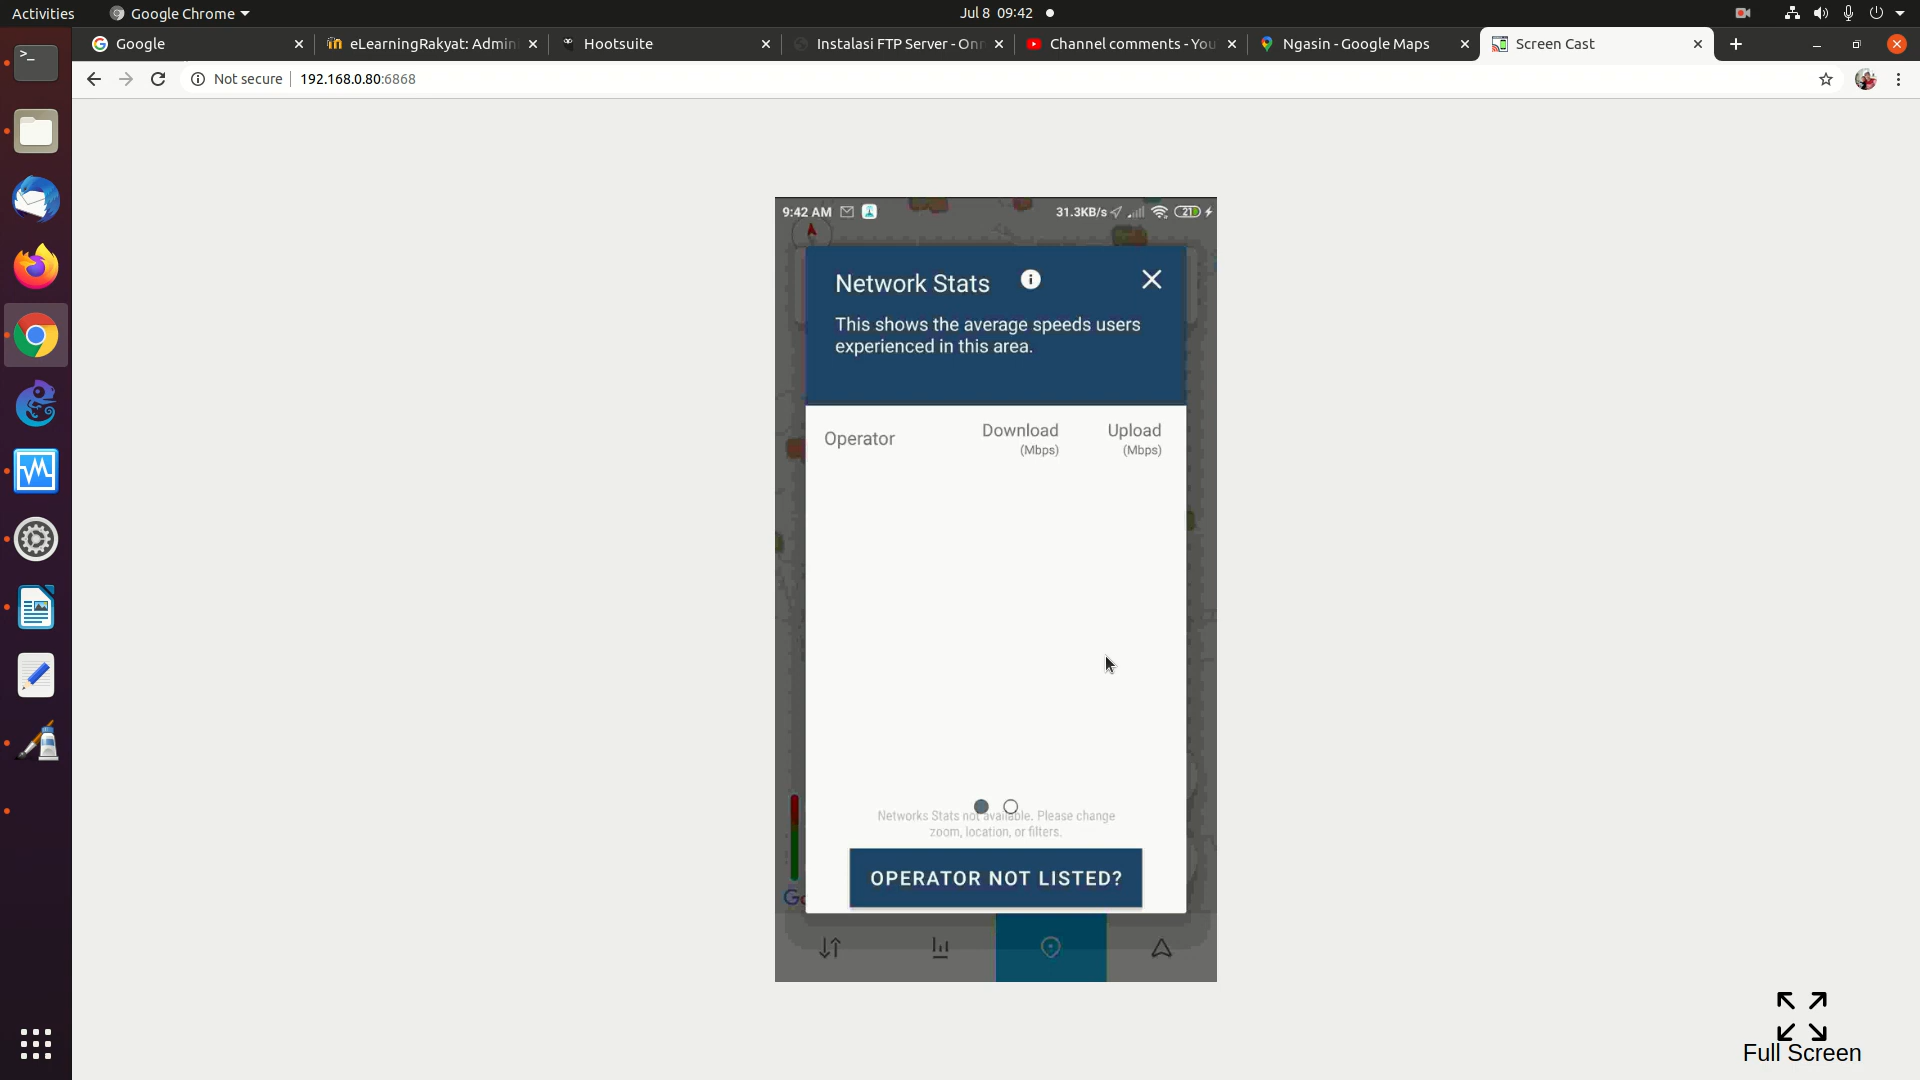 Activities
Google Chrome
Jul 8 09:42
Google
eLearningRakyat: Admin
Hootsuite
Instalasi FTP Server - Onn
Channel comments - You
Ngasin - Google Maps
Screen Cast
Not secure
192.168.0.80:6868
9:42 AM
31.3KB/s
21
Network Stats
This shows the average speeds users
experienced in this area.
Operator
Download
(Mbps)
Upload
(Mbps)
Networks Stats not available. Please change
zoom, location, or filters.
OPERATOR NOT LISTED?
Full Screen